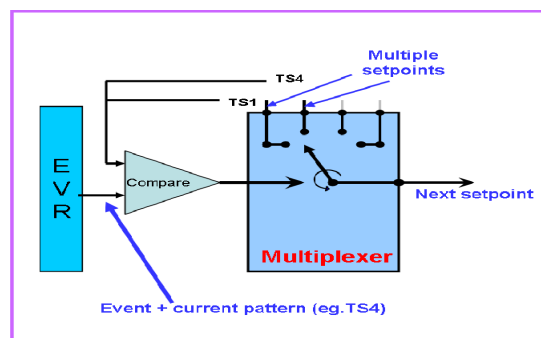 Multiple
setpoints
TS4
TS1
E
V
R
Compare
Next setpoint
Multiplexer
Event + current pattern (eg.TS4)